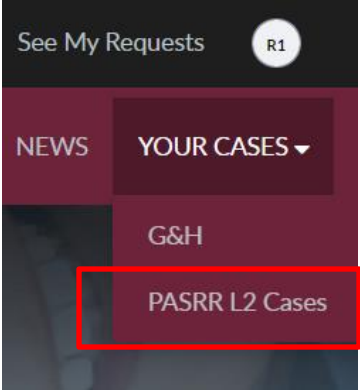 See My Requests R1
NEWS YOUR CASES
G&H
PASRR L2 Cases